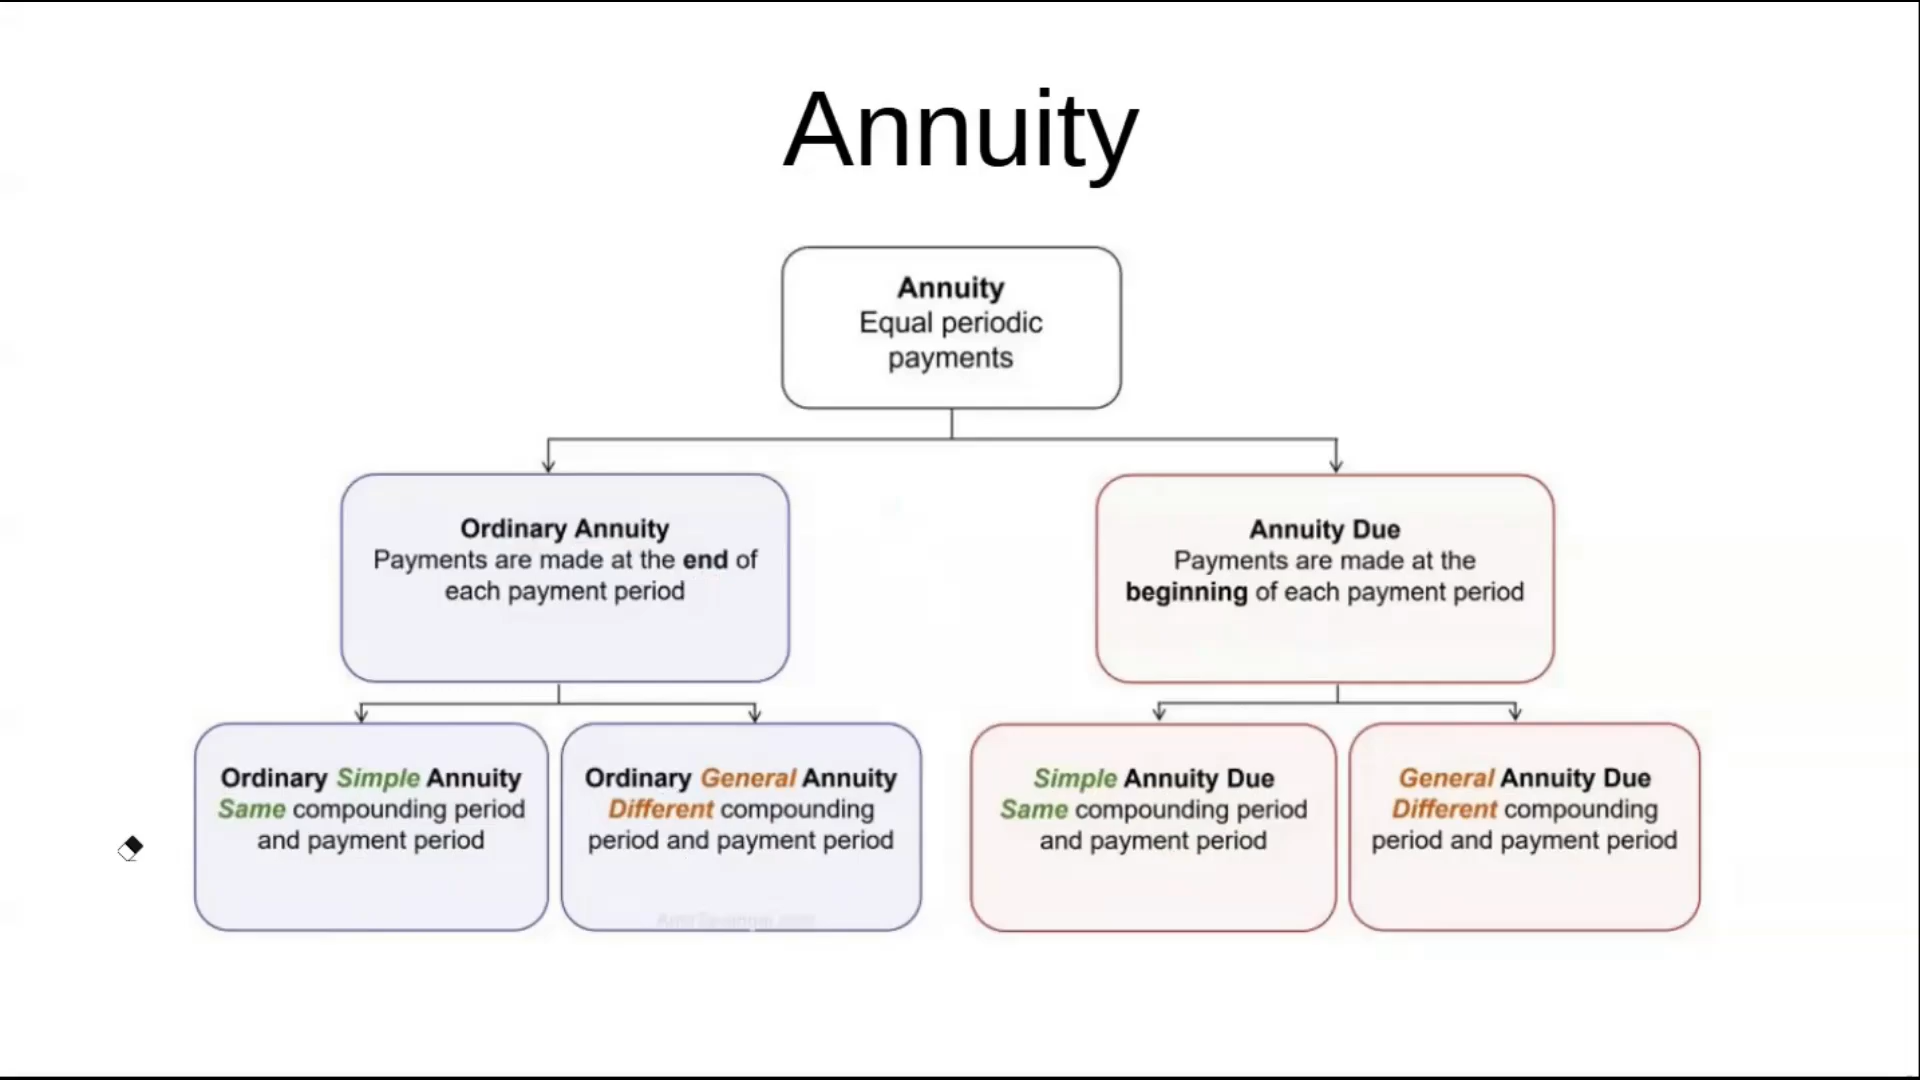 Annuity
Annuity
Equal periodic
payments
Ordinary Annuity
Payments are made at the end of
each payment period
Annuity Due
Payments are made at the
beginning of each payment period
Ordinary Simple Annuity
Same compounding period
and payment period
Ordinary General Annuity
Different compounding
period and payment period
Simple Annuity Due
Same compounding period
and payment period
General Annuity Due
Different compounding
period and payment period